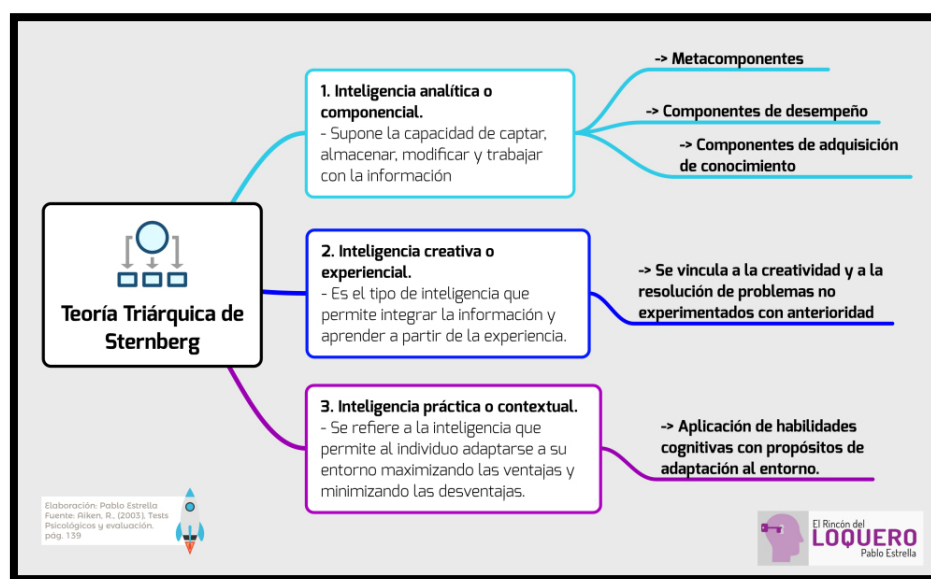 Teoría Triárquica de
Sternberg
1. Inteligencia analítica o
componencial.
- Supone la capacidad de captar,
almacenar, modificar y trabajar
con la información
-> Metacomponentes
-> Componentes de desempeño
-> Componentes de adquisición
de conocimiento
2. Inteligencia creativa o
experiencial.
- Es el tipo de inteligencia que
permite integrar la información y
aprender a partir de la experiencia.
-> Se vincula a la creatividad y a la
resolución de problemas no
experimentados con anterioridad
3. Inteligencia práctica o contextual.
- Se refiere a la inteligencia que
permite al individuo adaptarse a su
entorno maximizando las ventajas y
minimizando las desventajas.
-> Aplicación de habilidades
cognitivas con propósitos de
adaptación al entorno.
Elaboración: Pablo Estrella
Fuente: Aiken, R., (2003), Tests
Psicológicos y evaluación.
pág. 139
El Rincón del
LOQUERO
Pablo Estrella